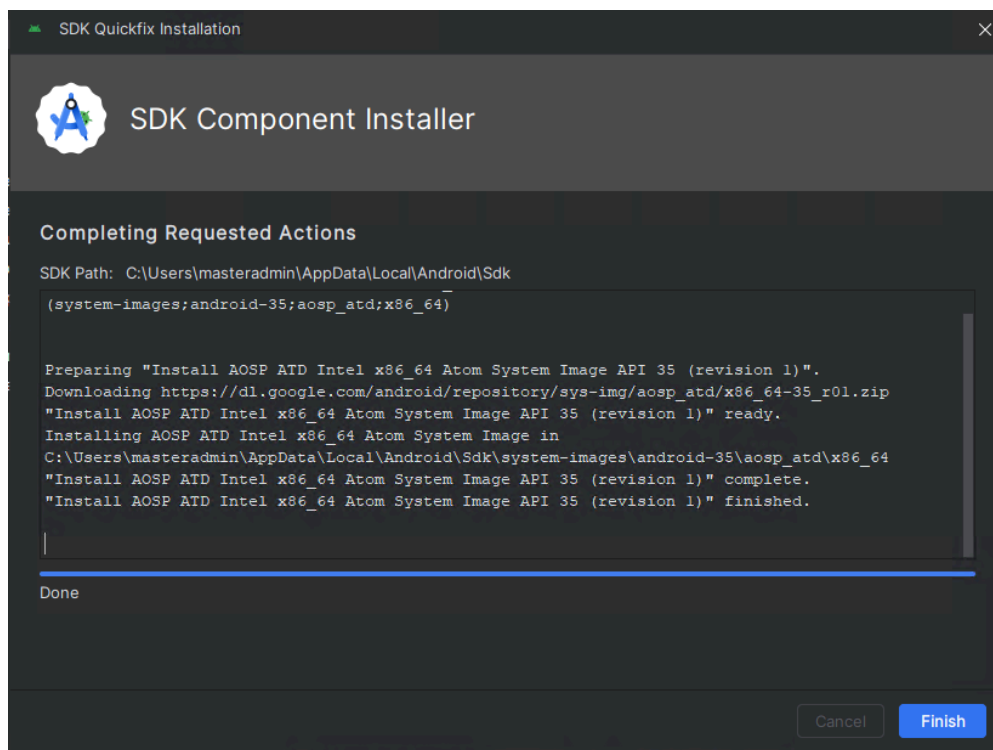 SDK Quickfix Installation
SDK Component Installer
Completing Requested Actions
SDK Path: C:\Users\masteradmin\AppData\Local\Android\Sdk
(system-images;android-35;aosp_atd;x86_64)
Preparing "Install AOSP ATD Intel x86_64 Atom System Image API 35 (revision 1)".
Downloading https://dl.google.com/android/repository/sys-img/aosp_atd/x86_64-35_r01.zip
"Install AOSP ATD Intel x86_64 Atom System Image API 35 (revision 1)" ready.
Installing AOSP ATD Intel x86_64 Atom System Image in
C:\Users\masteradmin\AppData\Local\Android\Sdk\system-images\android-35\aosp_atd\x86_64
"Install AOSP ATD Intel x86_64 Atom System Image API 35 (revision 1)" complete.
"Install AOSP ATD Intel x86_64 Atom System Image API 35 (revision 1)" finished.
Done
Cancel Finish